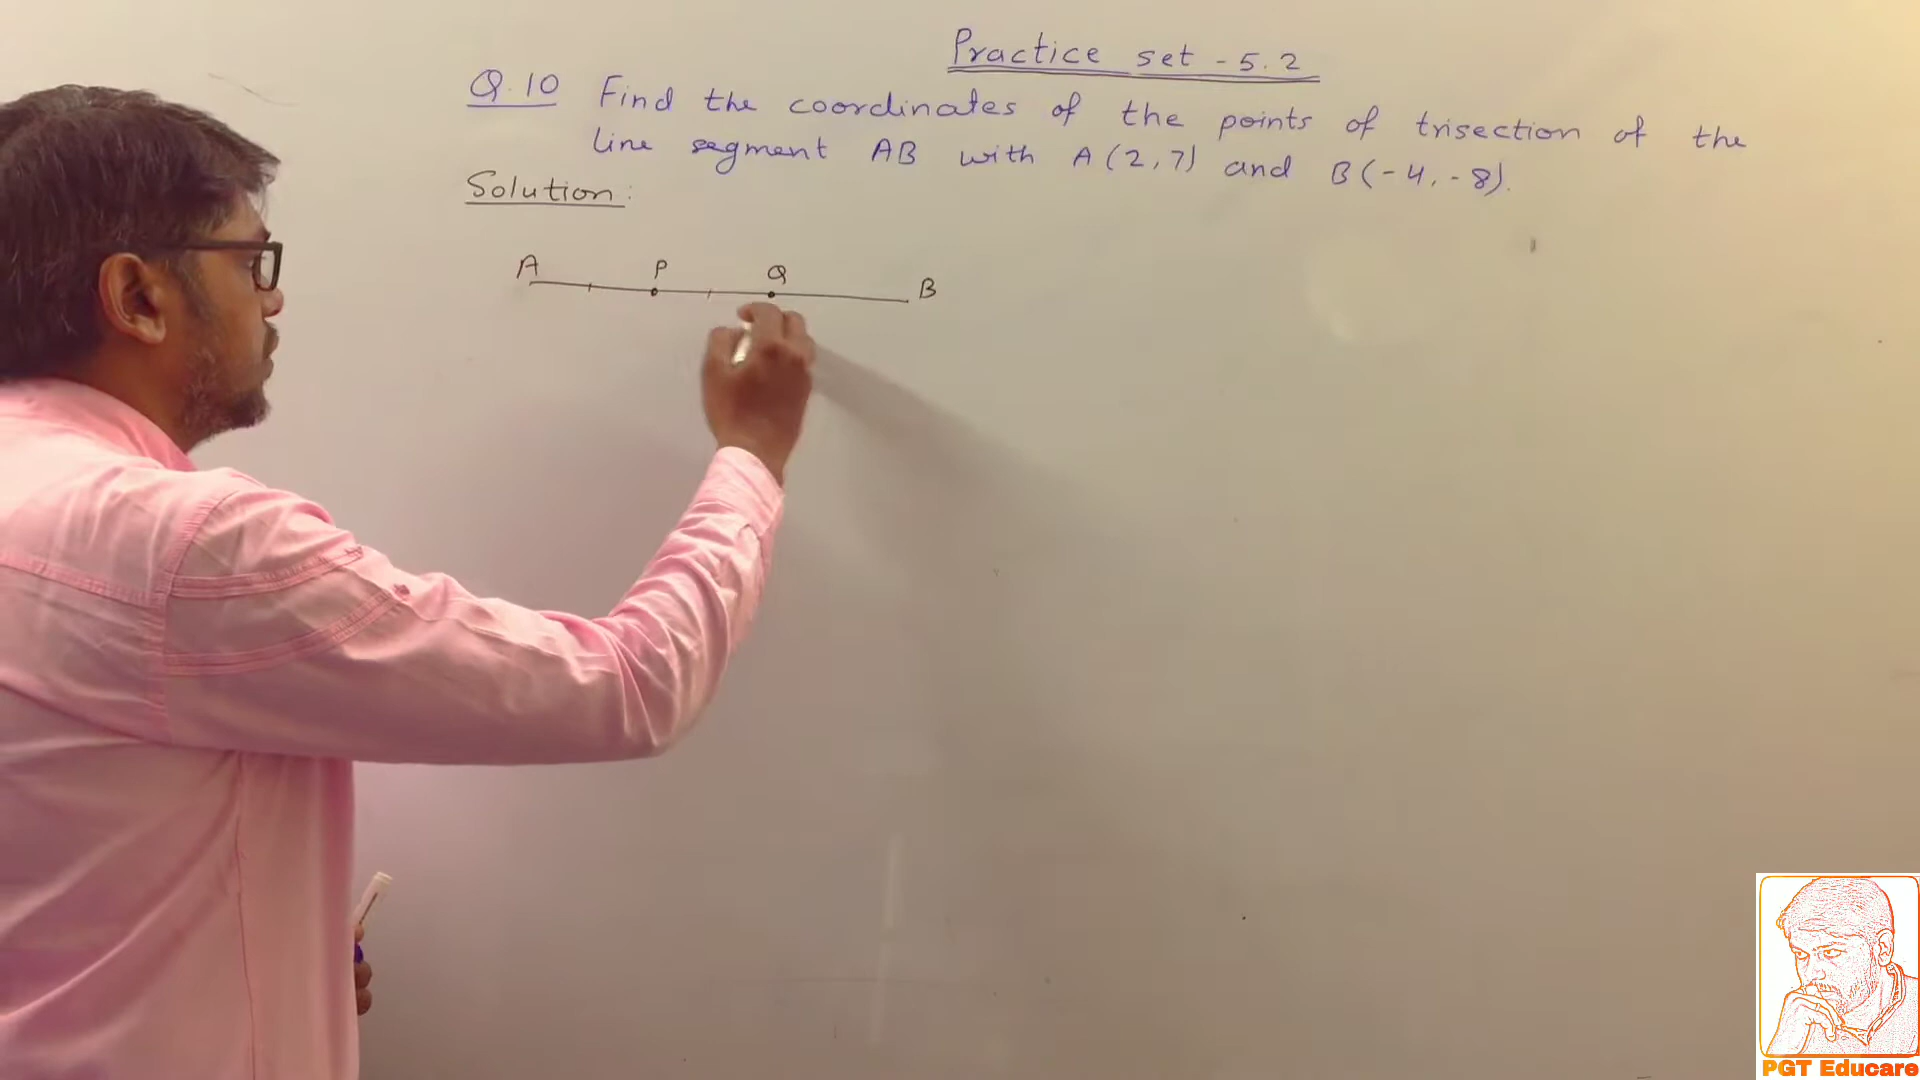 Practice set - 5.2
Q.10 Find the coordinates of the points of trisection of the
line segment AB with A(2,7) and B(-4,-8).
Solution:
A P Q B
PGT Educare